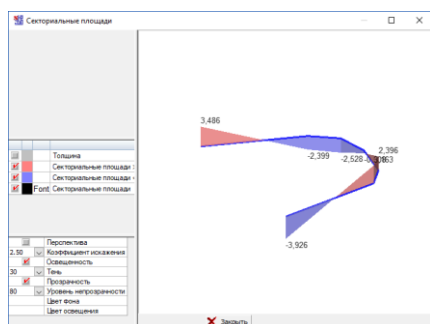 Секториальные площади
3,486
-2,399
-2,528
2,396
-3,926
Толщина
Секториальные площади
Секториальные площади
Font Секториальные площади
Перспектива
2.50 Коэффициент искажения
Освещенность
30 Тень
Прозрачность
80 Уровень непрозрачности
Цвет фона
Цвет освещения
Закрыть